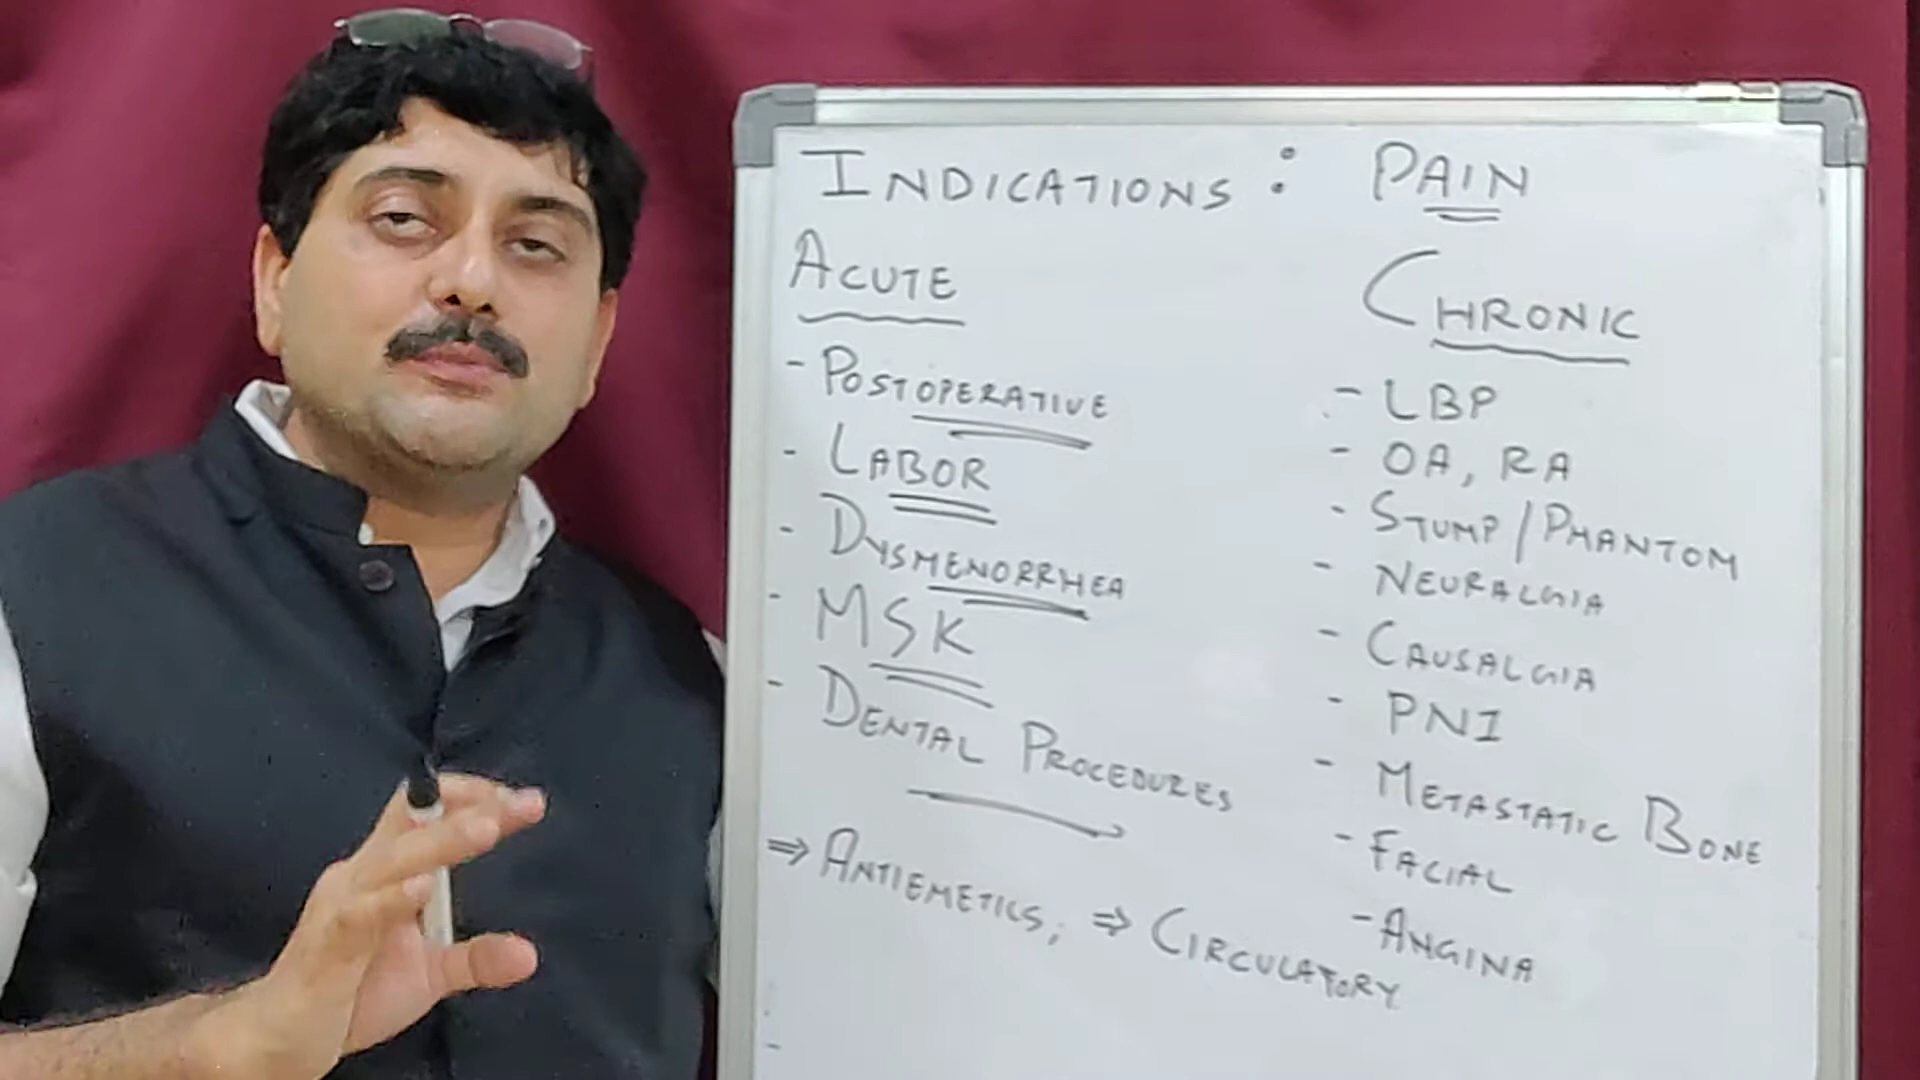 INDICATIONS : PAIN
ACUTE
- POSTOPERATIVE
- LABOR
- DYSMENORRHEA
- MSK
- DENTAL PROCEDURES
⇒ ANTIEMETICS; ⇒ CIRCULATORY
CHRONIC
- LBP
- OA, RA
- STUMP / PHANTOM
- NEURALGIA
- CAUSALGIA
- PNI
- METASTATIC BONE
- FACIAL
- ANGINA